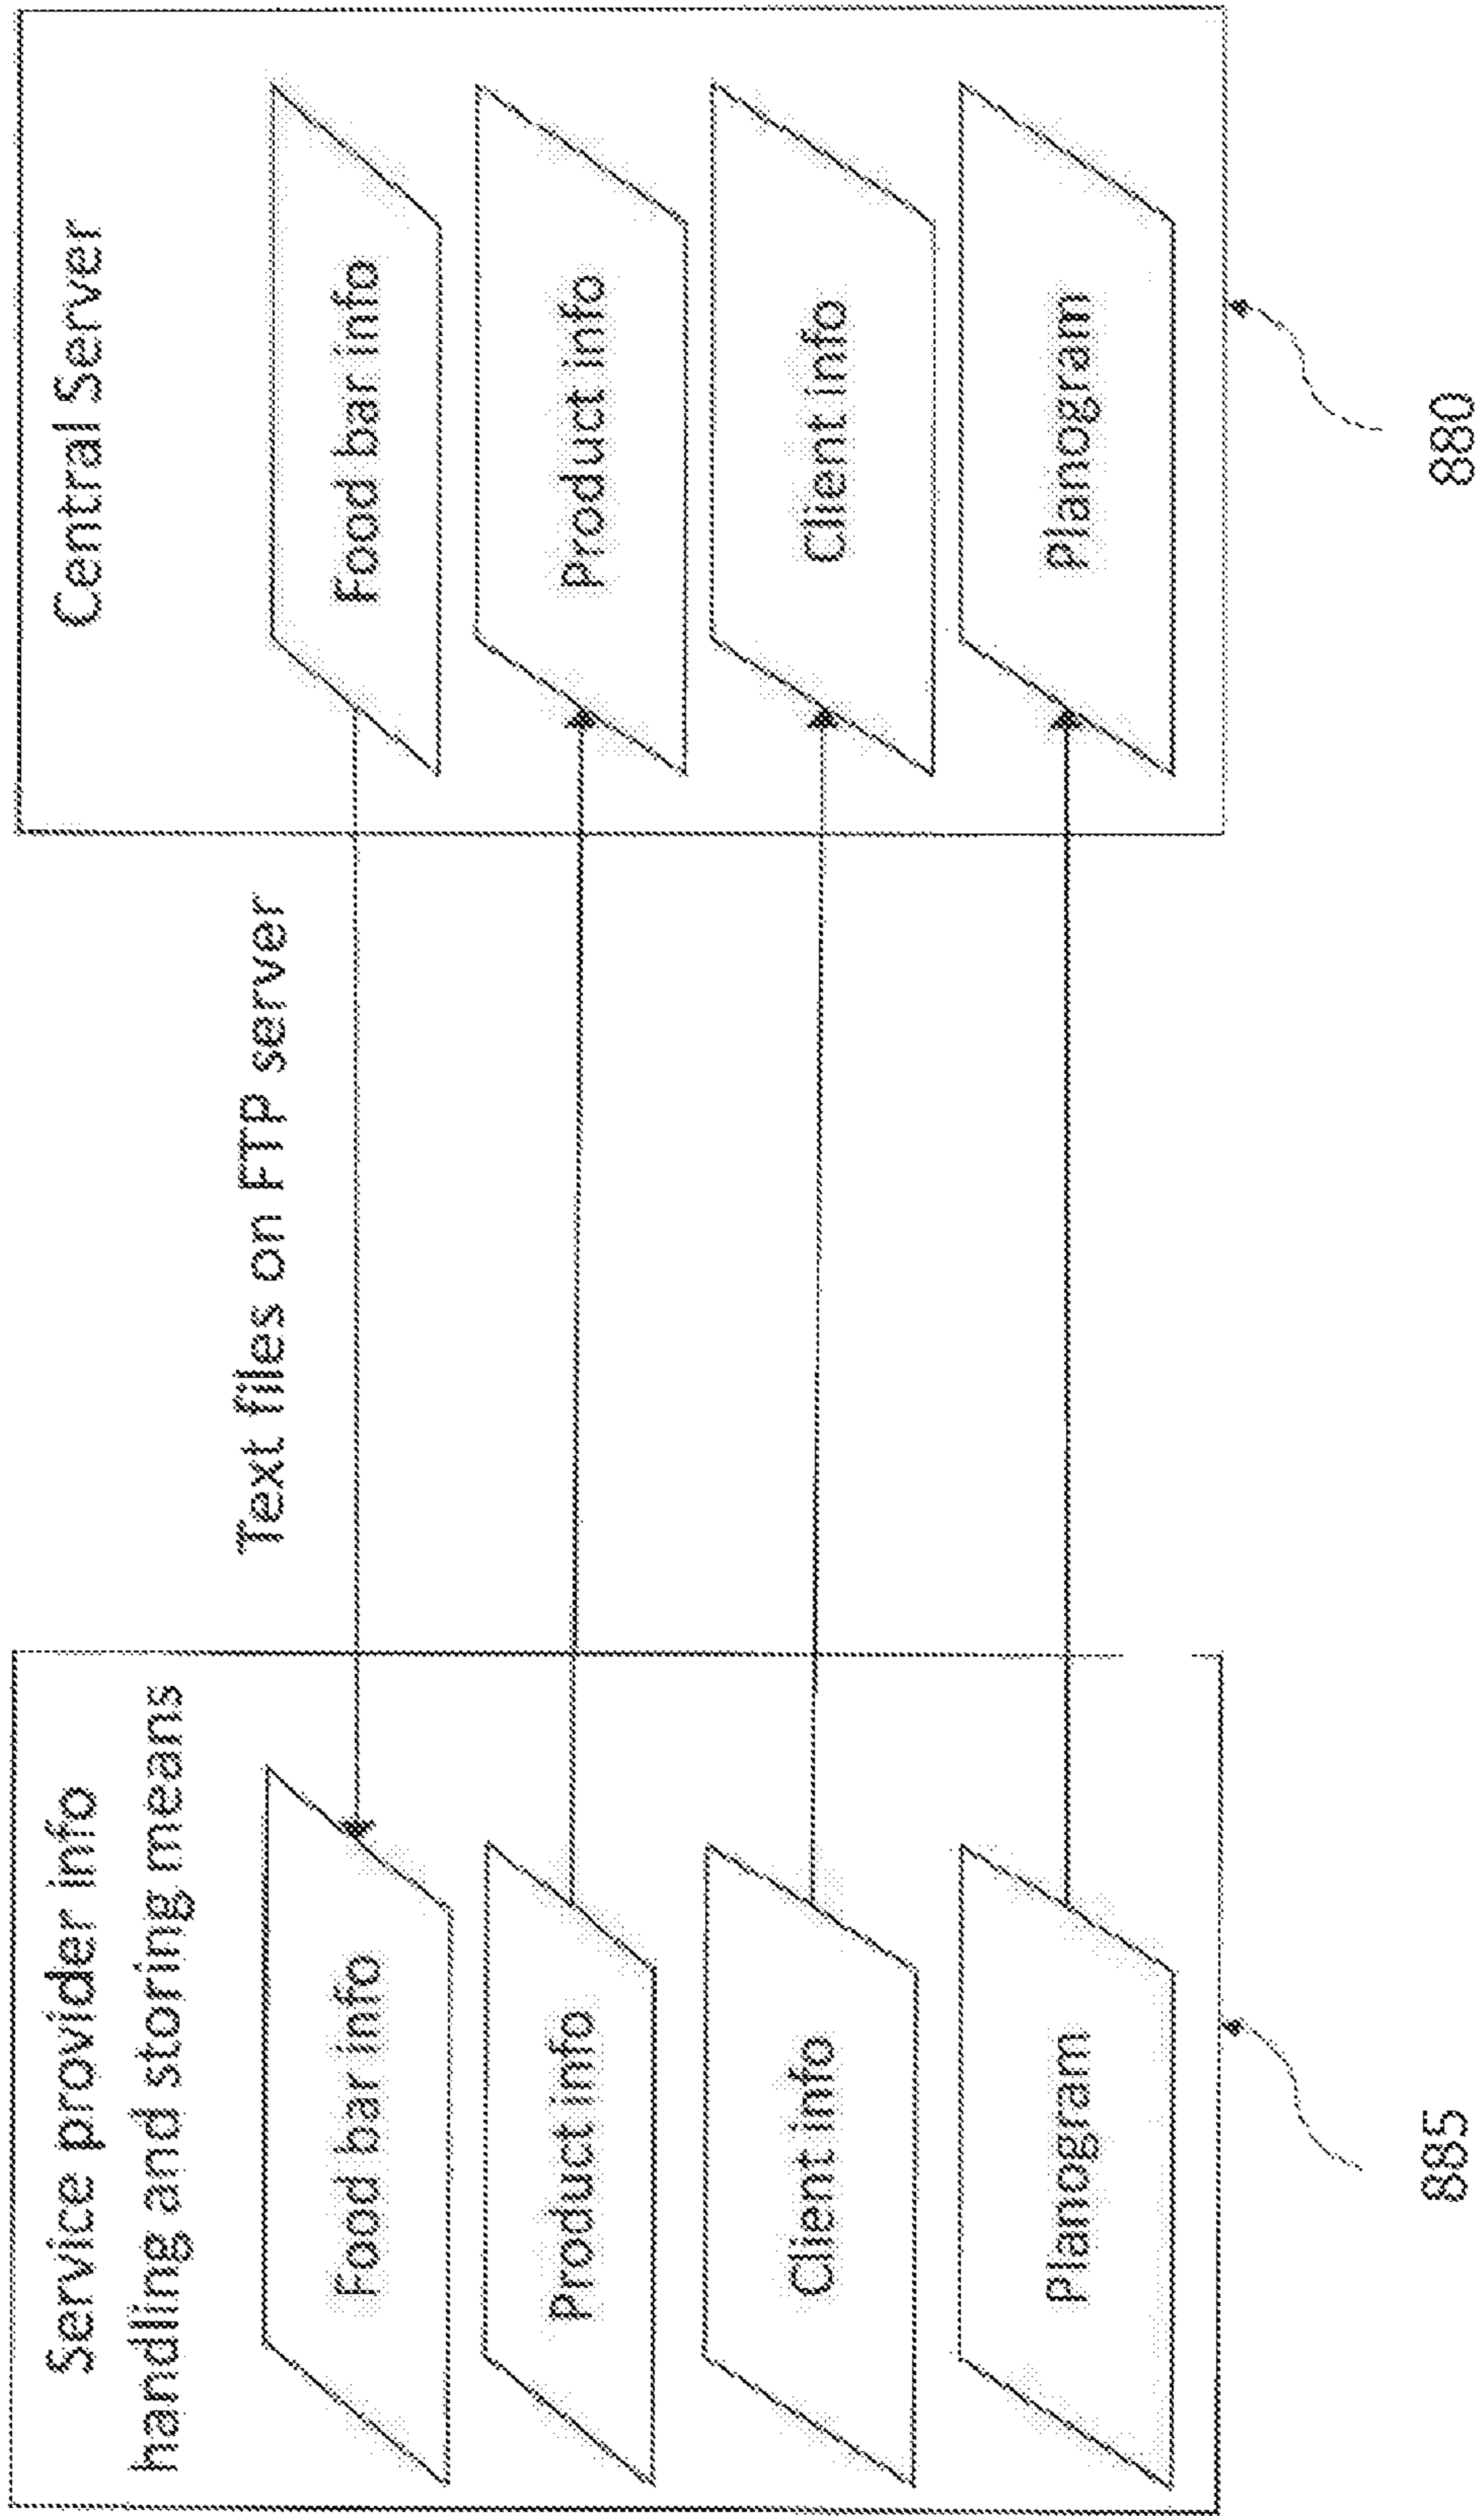 Service provider info
handling and storing means
Food bar info
Product info
Client info
Planogram
885
Text files on FTP server
Central Server
Food bar info
Product info
Client info
Planogram
880